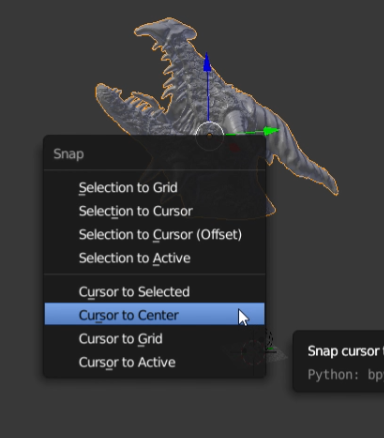 Snap
Selection to Grid
Selection to Cursor
Selection to Cursor (Offset)
Selection to Active
Cursor to Selected
Cursor to Center
Cursor to Grid
Cursor to Active
Snap cursor
Python: